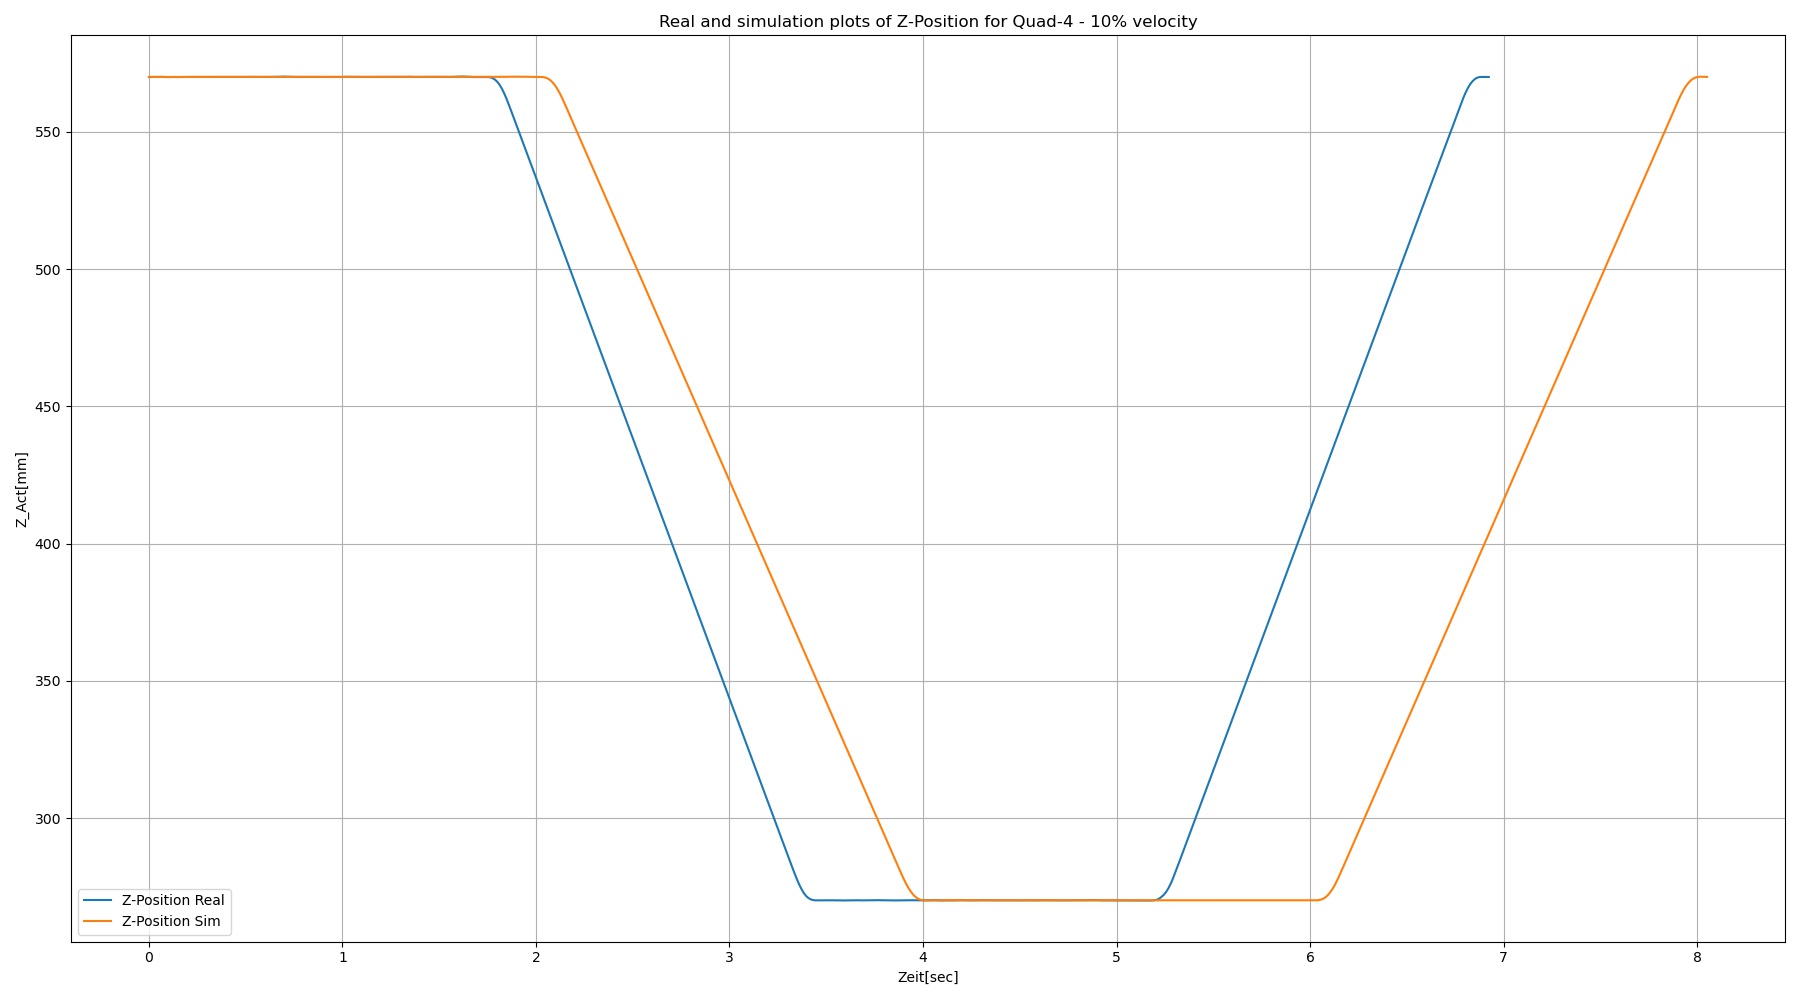 Real and simulation plots of Z-Position for Quad-4 - 10% velocity
Z_Act[mm]
550
500
450
400
350
300
Z-Position Real
Z-Position Sim
0 1 2 3 4 5 6 7 8
Zeit[sec]